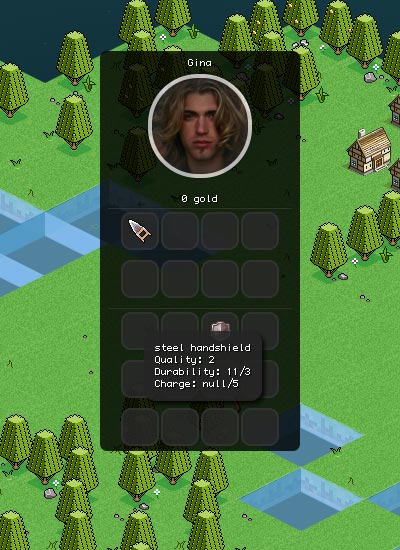 Gina
0 gold
steel handshield
Quality: 2
Durability: 11/3
Charge: null/5